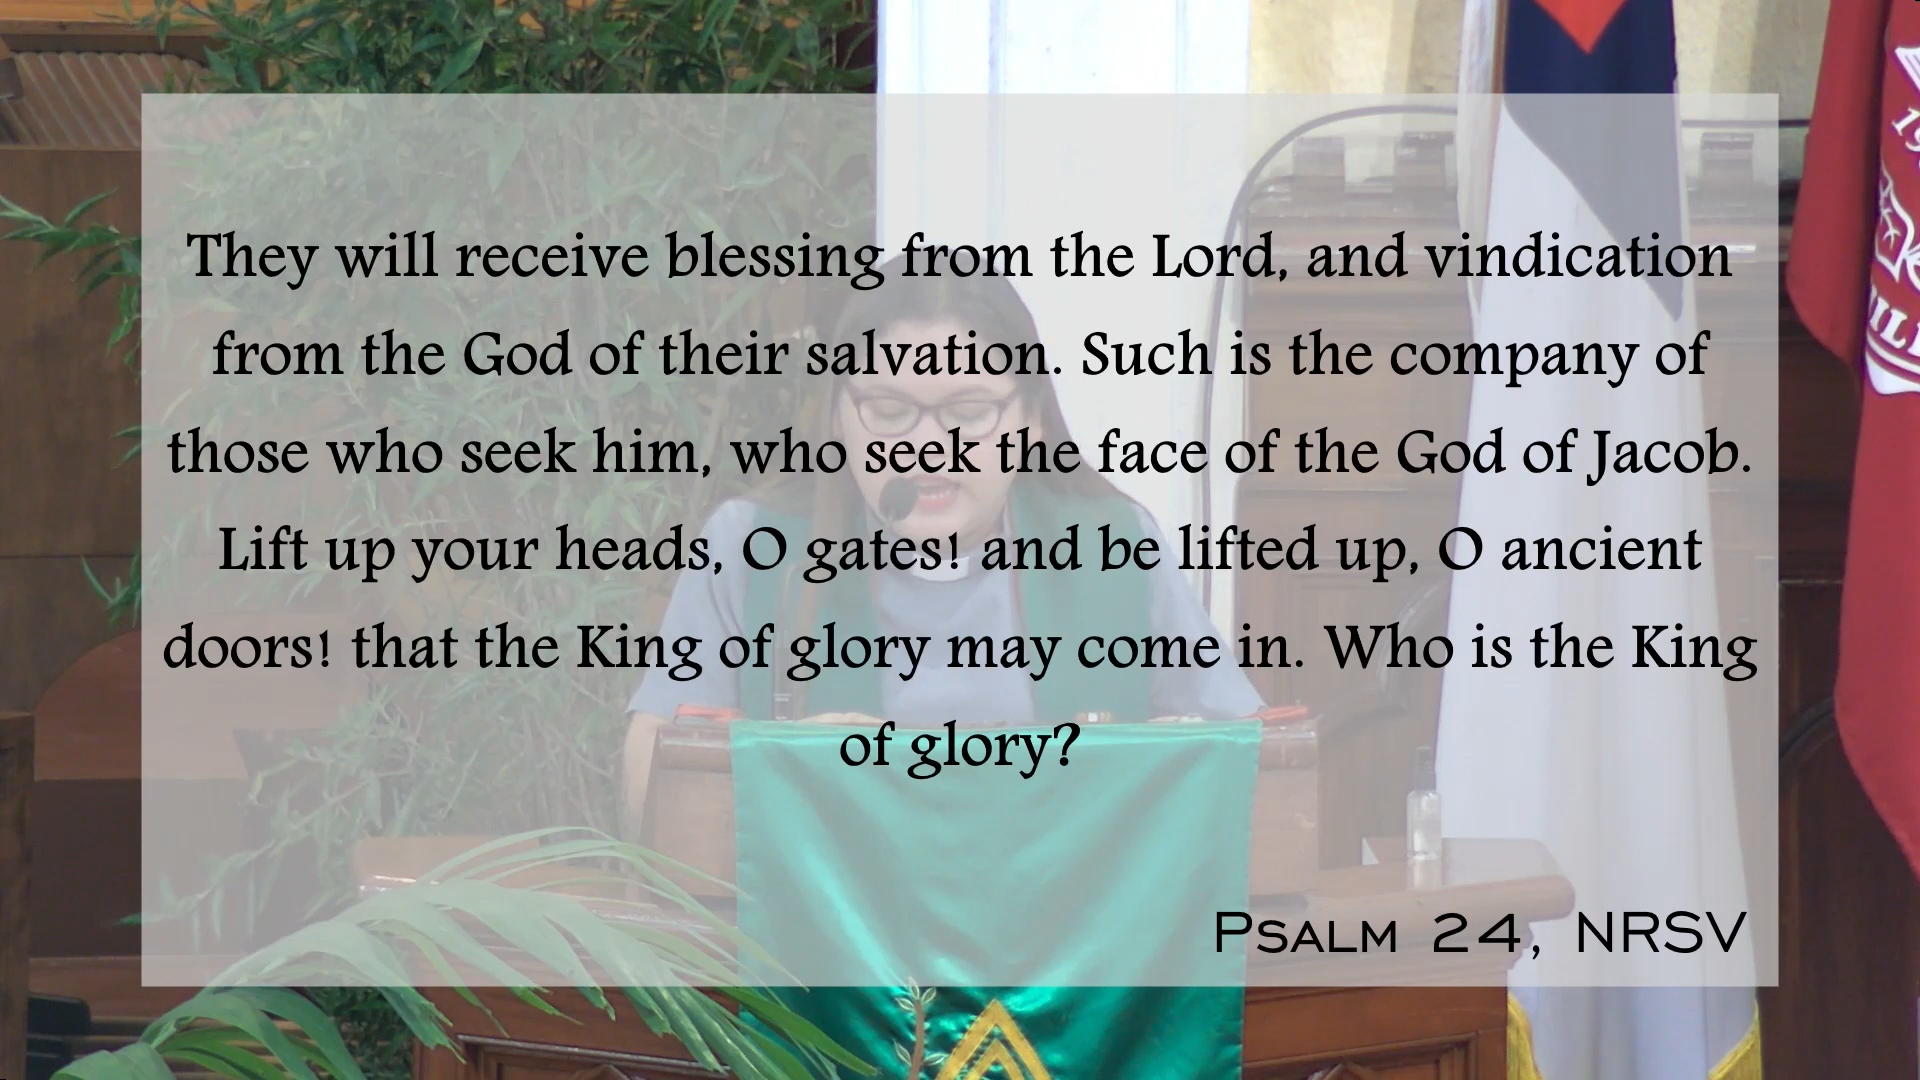 They will receive blessing from the Lord, and vindication
from the God of their salvation. Such is the company of
those who seek him, who seek the face of the God of Jacob.
Lift up your heads, O gates! and be lifted up, O ancient
doors! that the King of glory may come in. Who is the King
of glory?
Psalm 24, NRSV